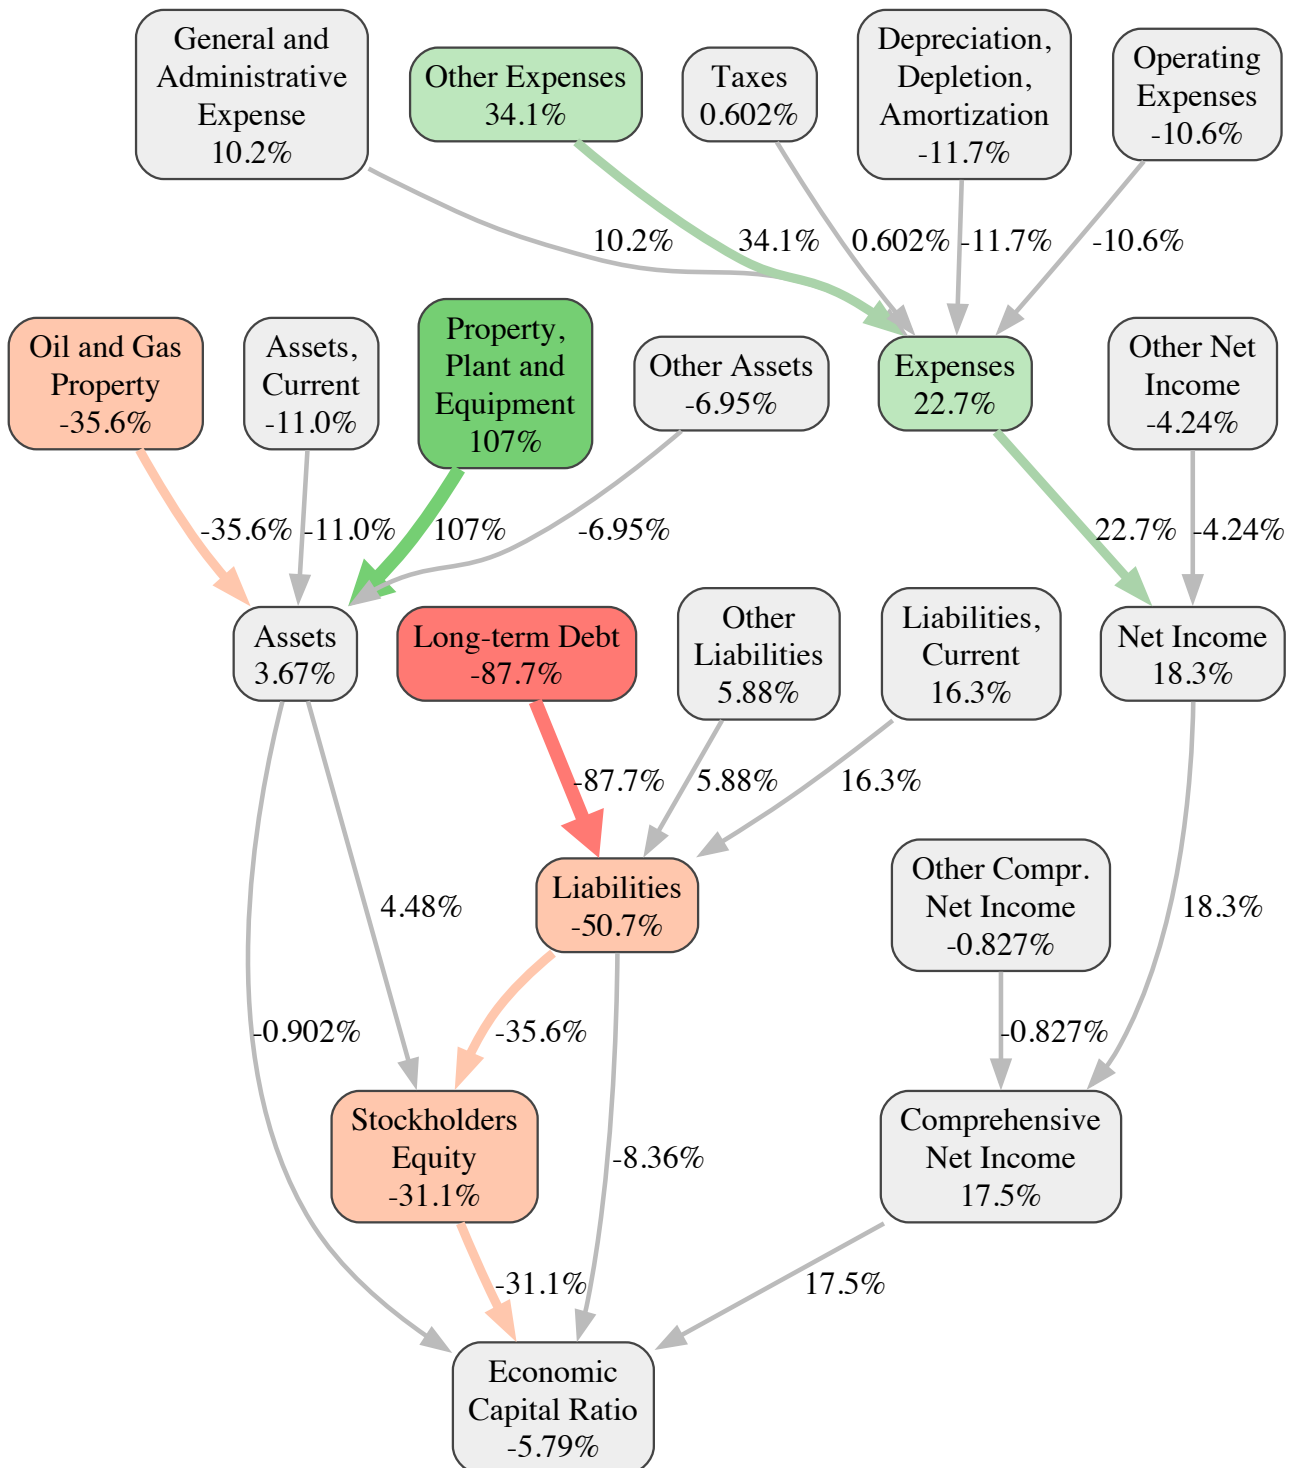 General and
Administrative
Expense
10.2%
Other Expenses
34.1%
Taxes
0.602%
Depreciation,
Depletion,
Amortization
-11.7%
Operating
Expenses
-10.6%
10.2%
34.1%
0.602%
-11.7%
-10.6%
Oil and Gas
Property
-35.6%
Assets,
Current
-11.0%
Property,
Plant and
Equipment
107%
Other Assets
-6.95%
Expenses
22.7%
Other Net
Income
-4.24%
-35.6%
-11.0%
107%
-6.95%
22.7%
-4.24%
Assets
3.67%
Long-term Debt
-87.7%
Other
Liabilities
5.88%
Liabilities,
Current
16.3%
Net Income
18.3%
-87.7%
5.88%
16.3%
Liabilities
-50.7%
4.48%
Other Compr.
Net Income
-0.827%
18.3%
-0.902%
-35.6%
-0.827%
Stockholders
Equity
-31.1%
-8.36%
Comprehensive
Net Income
17.5%
-31.1%
17.5%
Economic
Capital Ratio
-5.79%